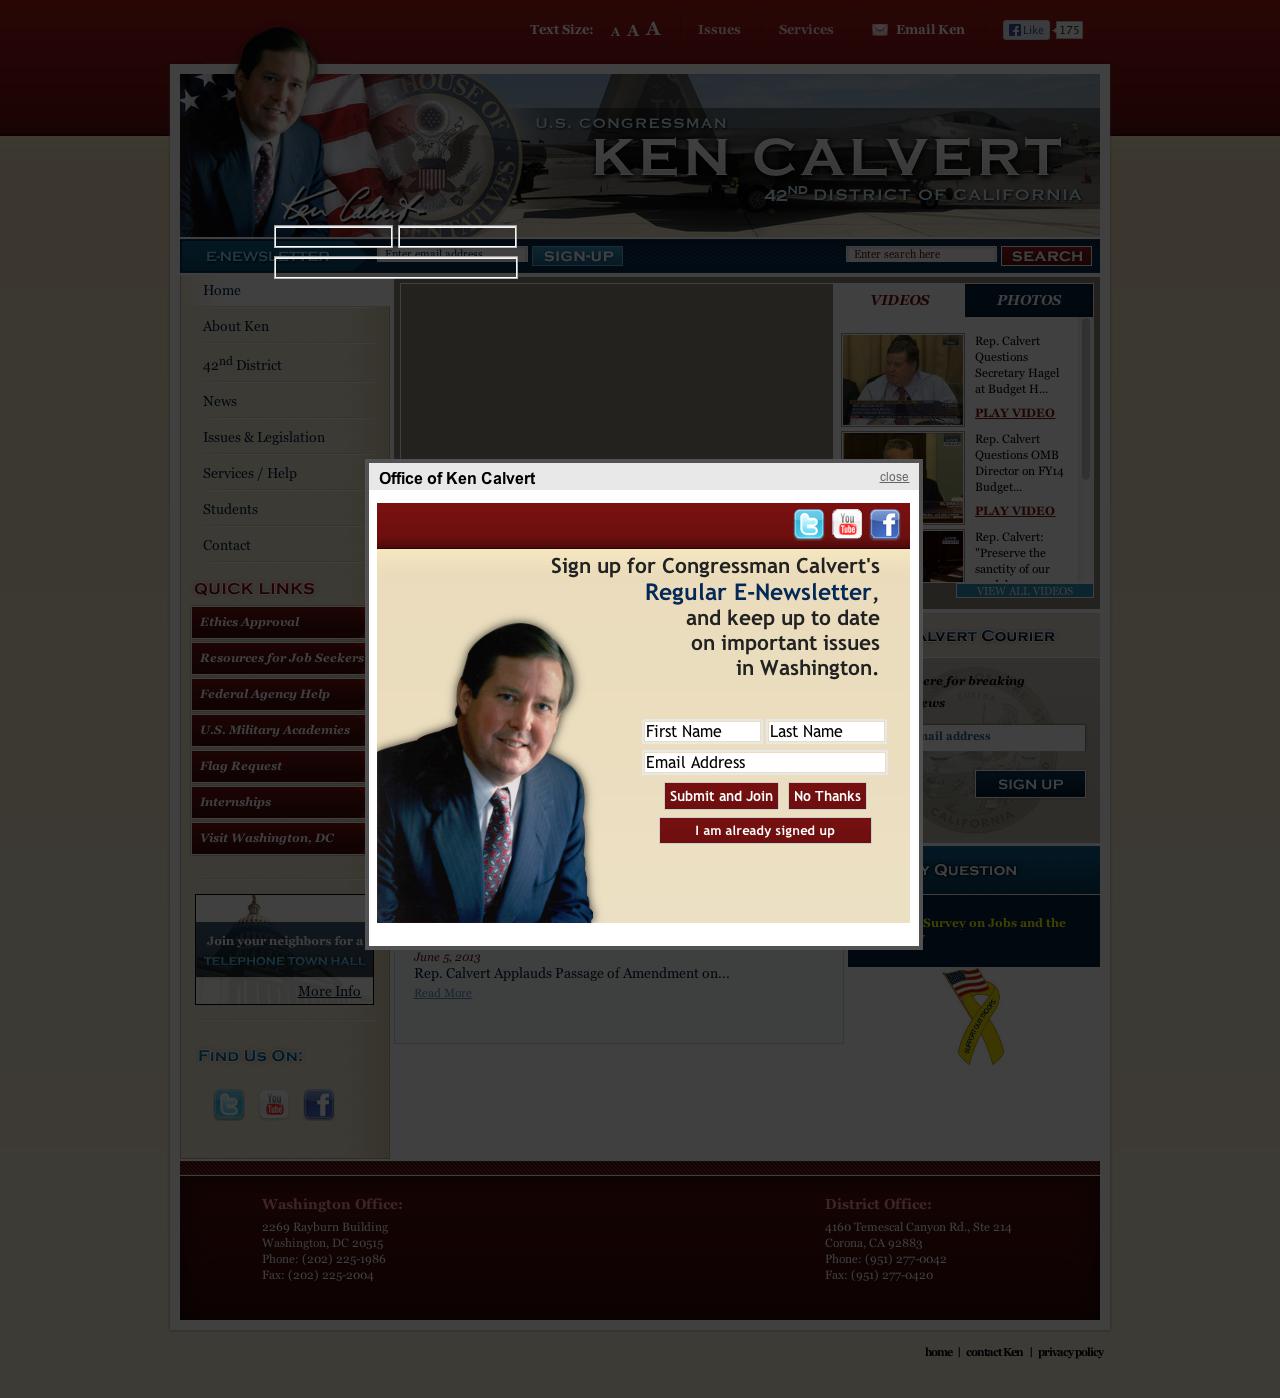 Text Size: A A A Issues Services Email Ken Like 175
U.S. CONGRESSMAN
KEN CALVERT
42ND DISTRICT OF CALIFORNIA
Ken Calvert
E-NEWSLETTER Enter email address SIGN-UP Enter search here SEARCH
Home
About Ken
42nd District
News
Issues & Legislation
Services / Help
Students
Contact
QUICK LINKS
Ethics Approval
Resources for Job Seekers
Federal Agency Help
U.S. Military Academies
Flag Request
Internships
Visit Washington, DC
Join your neighbors for a
TELEPHONE TOWN HALL
More Info
FIND US ON:
VIDEOS PHOTOS
Rep. Calvert
Questions
Secretary Hagel
at Budget H...
PLAY VIDEO
Rep. Calvert
Questions OMB
Director on FY14
Budget...
PLAY VIDEO
Rep. Calvert:
"Preserve the
sanctity of our
VIEW ALL VIDEOS
Office of Ken Calvert close
You Tube
Sign up for Congressman Calvert's
Regular E-Newsletter,
and keep up to date
on important issues
in Washington.
First Name Last Name
Email Address
Submit and Join No Thanks
I am already signed up
COURIER
for breaking
address
SIGN UP
QUESTION
Survey on Jobs and the
SUPPORT OUR TROOPS
June 5, 2013
Rep. Calvert Applauds Passage of Amendment on...
Read More
Washington Office:
2269 Rayburn Building
Washington, DC 20515
Phone: (202) 225-1986
Fax: (202) 225-2004
District Office:
4160 Temescal Canyon Rd., Ste 214
Corona, CA 92883
Phone: (951) 277-0042
Fax: (951) 277-0420
home | contact Ken | privacy policy